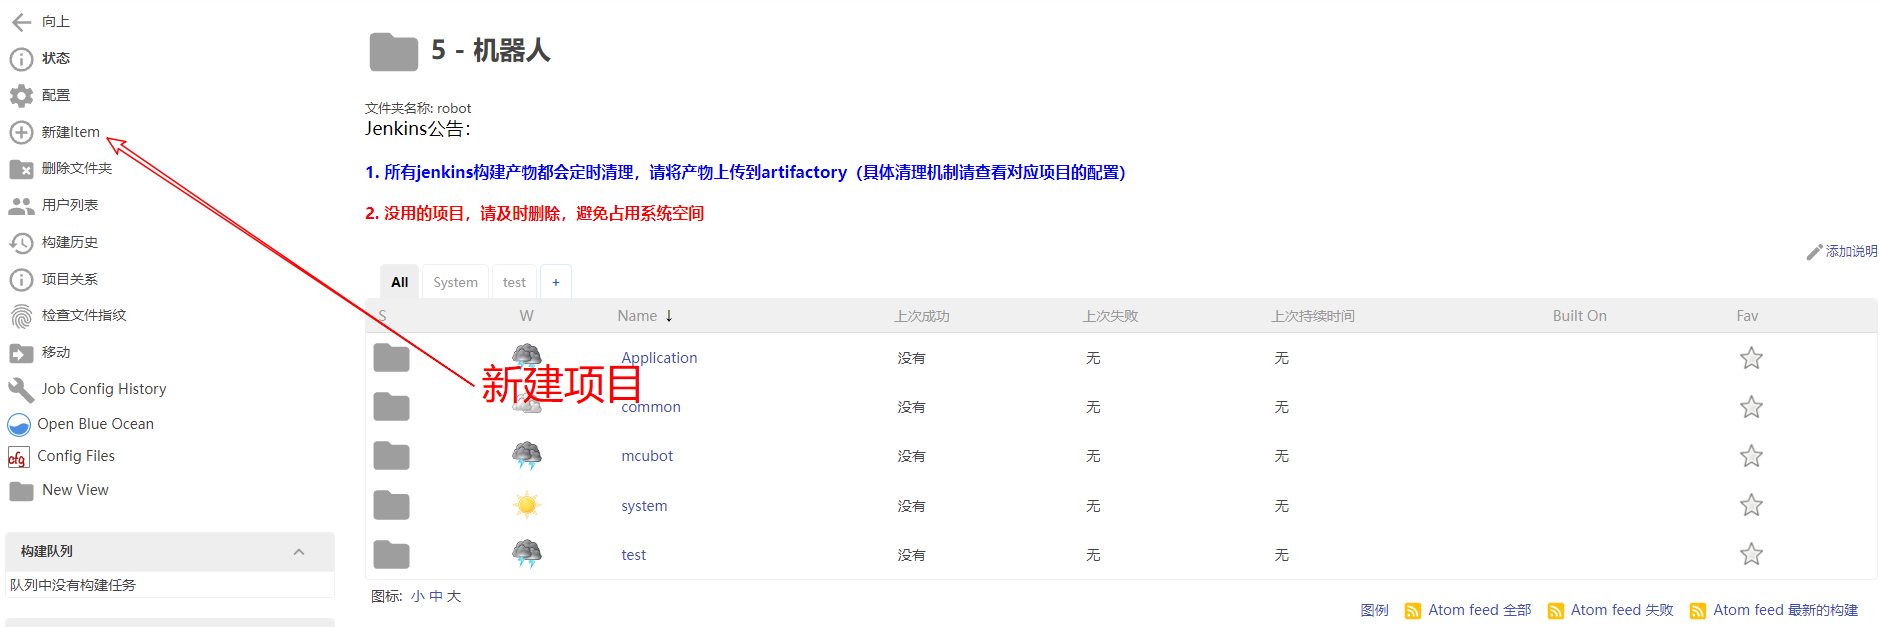 向上
状态
配置
新建Item
删除文件夹
用户列表
构建历史
项目关系
检查文件指纹
移动
Job Config History
Open Blue Ocean
cfg Config Files
New View
构建队列
队列中没有构建任务
5 - 机器人
文件夹名称: robot
Jenkins公告：
1. 所有jenkins构建产物都会定时清理，请将产物上传到artifactory（具体清理机制请查看对应项目的配置）
2. 没用的项目，请及时删除，避免占用系统空间
添加说明
All System test +
S W Name ↓ 上次成功 上次失败 上次持续时间 Built On Fav
Application 没有 无 无
新建项目
common 没有 无 无
mcubot 没有 无 无
system 没有 无 无
test 没有 无 无
图标: 小 中 大
图例 Atom feed 全部 Atom feed 失败 Atom feed 最新的构建